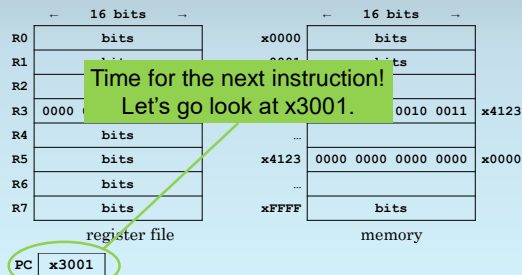 ← 16 bits →
← 16 bits →
R0 bits
x0000 bits
R1 bits
Time for the next instruction!
Let's go look at x3001.
R2
R3 0000
0010 0011 x4123
R4 bits
…
R5 bits
x4123 0000 0000 0000 0000 x0000
R6 bits
…
R7 bits
xFFFF bits
register file
memory
PC x3001